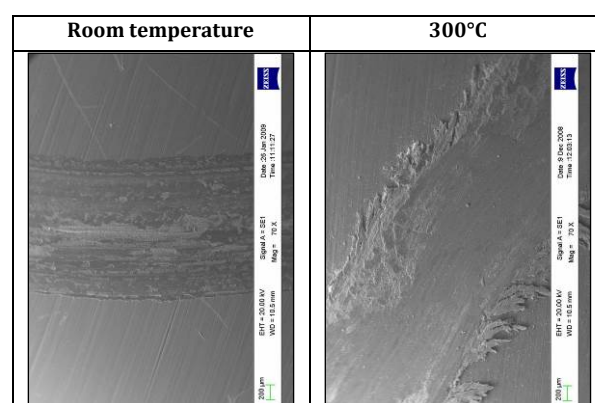 Room temperature
300°C
200 µm
EHT = 20.00 kV
WD = 10.5 mm
Signal A = SE1
Mag = 70 X
Date :26 Jan 2009
Time :11:11:27
ZEISS
200 µm
EHT = 20.00 kV
WD = 10.5 mm
Signal A = SE1
Mag = 70 X
Date :9 Dec 2008
Time :12:03:13
ZEISS